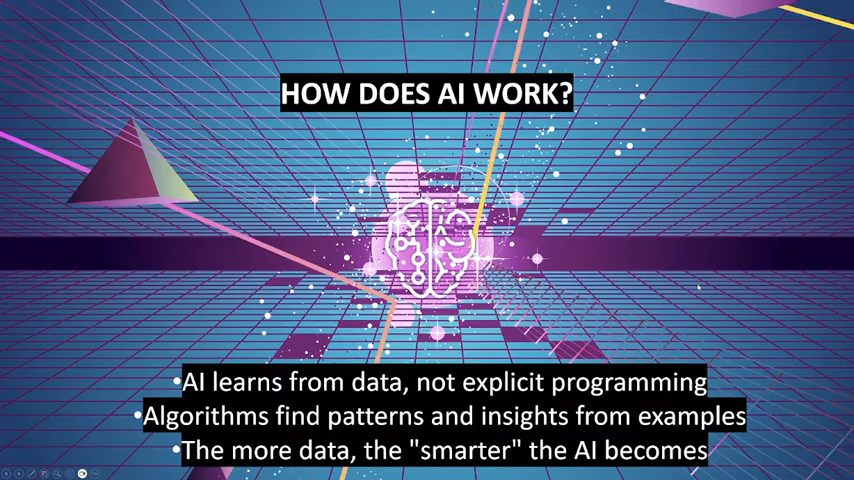 HOW DOES AI WORK?
•AI learns from data, not explicit programming
•Algorithms find patterns and insights from examples
•The more data, the "smarter" the AI becomes